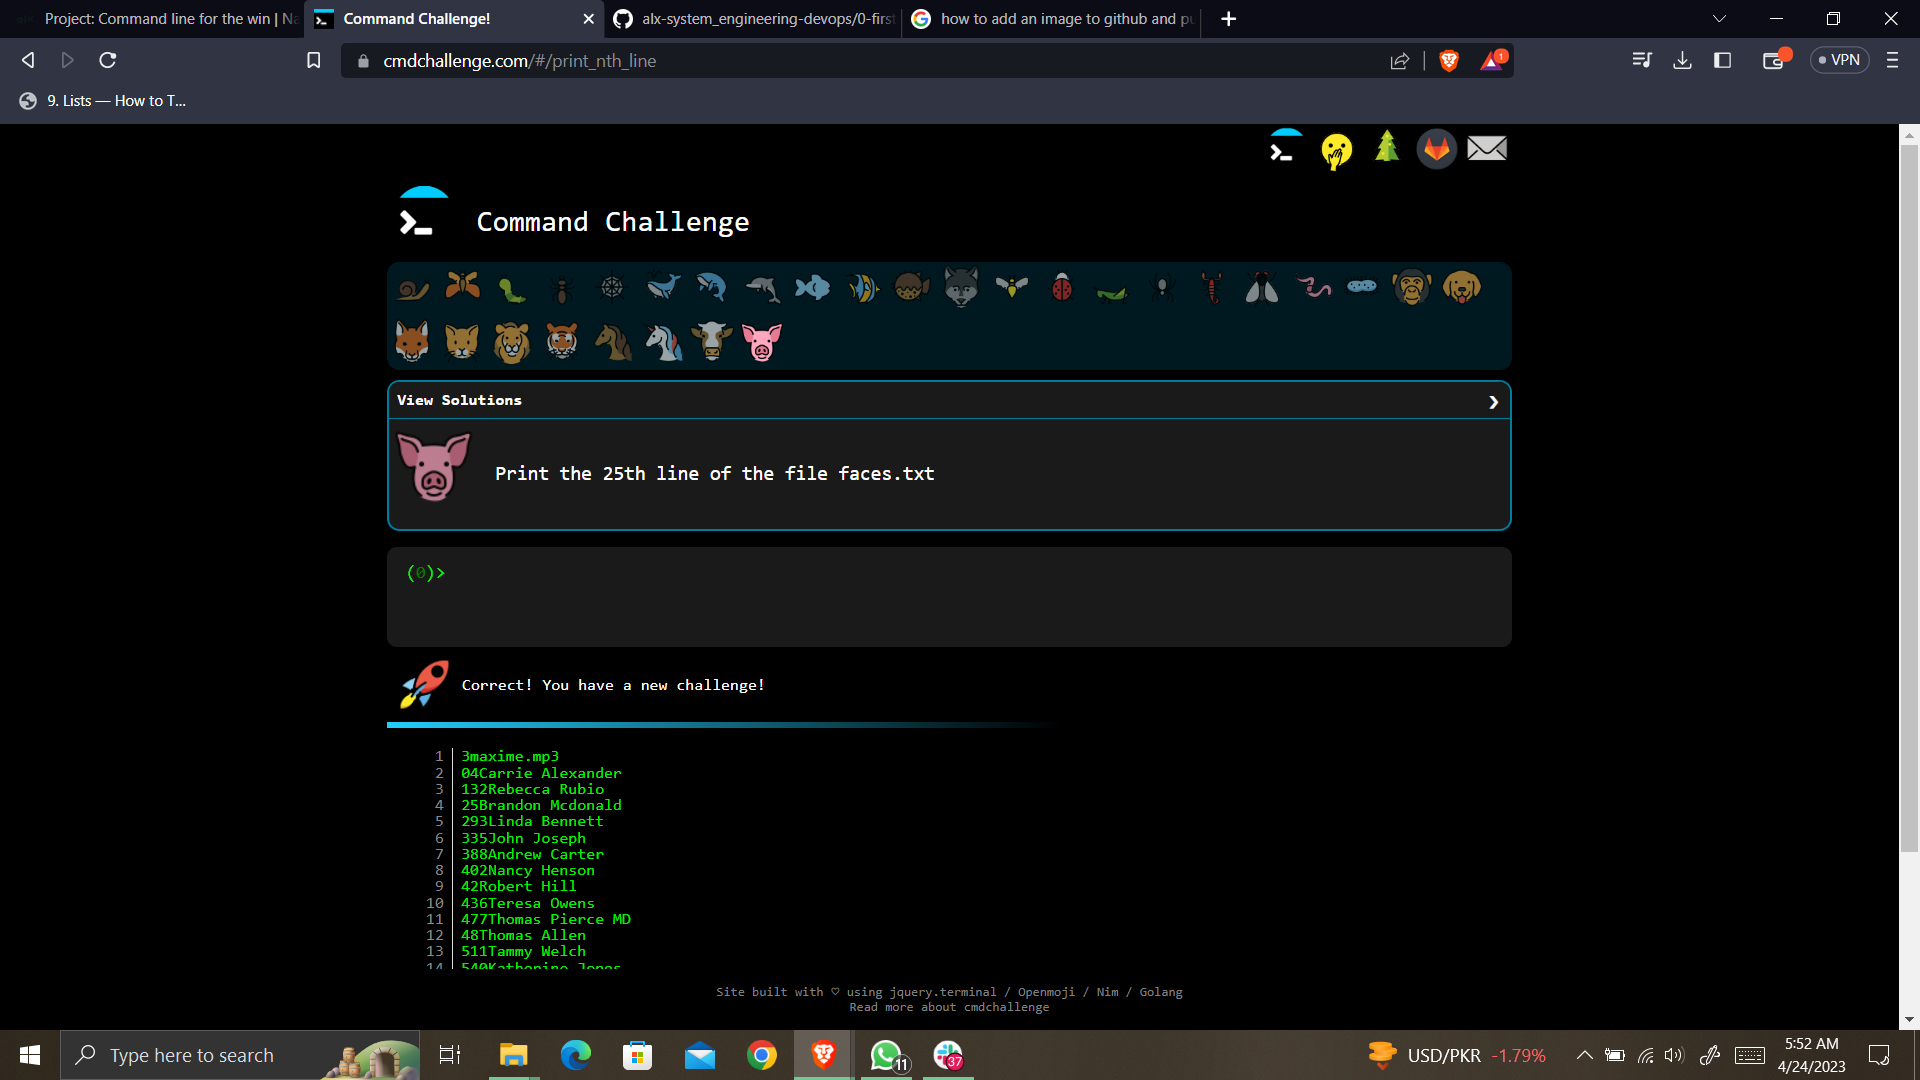 Project: Command line for the win | Na
Command Challenge!
alx-system_engineering-devops/0-first
how to add an image to github and pu
cmdchallenge.com/#/print_nth_line
1
VPN
9. Lists — How to T...
Command Challenge
View Solutions
Print the 25th line of the file faces.txt
(0)>
Correct! You have a new challenge!
1 3maxime.mp3
2 04Carrie Alexander
3 132Rebecca Rubio
4 25Brandon Mcdonald
5 293Linda Bennett
6 335John Joseph
7 388Andrew Carter
8 402Nancy Henson
9 42Robert Hill
10 436Teresa Owens
11 477Thomas Pierce MD
12 48Thomas Allen
13 511Tammy Welch
14 540Katherine Jones
Site built with ♡ using jquery.terminal / Openmoji / Nim / Golang
Read more about cmdchallenge
Type here to search
11
37
USD/PKR -1.79%
5:52 AM
4/24/2023